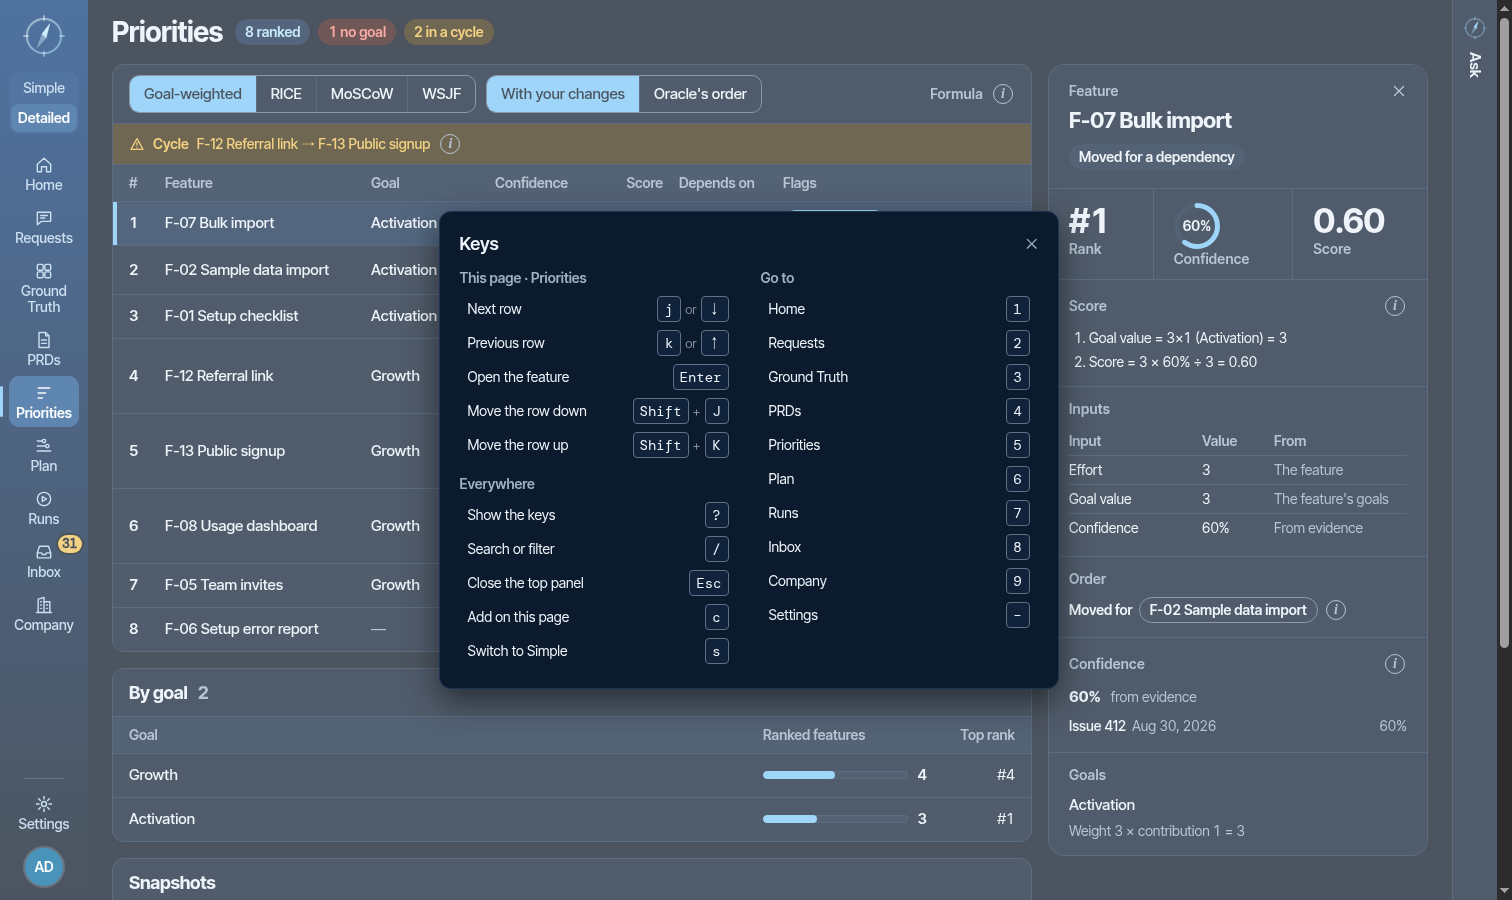 Simple
Detailed
Home
Requests
Ground
Truth
PRDs
Priorities
Plan
Runs
31
Inbox
Company
Settings
AD
Priorities
8 ranked
1 no goal
2 in a cycle
Goal-weighted
RICE
MoSCoW
WSJF
With your changes
Oracle's order
Formula
i
Cycle F-12 Referral link → F-13 Public signup i
# Feature Goal Confidence Score Depends on Flags
1 F-07 Bulk import Activation
2 F-02 Sample data import Activation
3 F-01 Setup checklist Activation
4 F-12 Referral link Growth
5 F-13 Public signup Growth
6 F-08 Usage dashboard Growth
7 F-05 Team invites Growth
8 F-06 Setup error report —
By goal 2
Goal Ranked features Top rank
Growth 4 #4
Activation 3 #1
Snapshots
Keys
This page · Priorities
Next row j or ↓
Previous row k or ↑
Open the feature Enter
Move the row down Shift + J
Move the row up Shift + K
Everywhere
Show the keys ?
Search or filter /
Close the top panel Esc
Add on this page c
Switch to Simple s
Go to
Home 1
Requests 2
Ground Truth 3
PRDs 4
Priorities 5
Plan 6
Runs 7
Inbox 8
Company 9
Settings –
Feature
F-07 Bulk import
Moved for a dependency
#1
Rank
60%
Confidence
0.60
Score
Score i
1. Goal value = 3×1 (Activation) = 3
2. Score = 3 × 60% ÷ 3 = 0.60
Inputs
Input Value From
Effort 3 The feature
Goal value 3 The feature's goals
Confidence 60% From evidence
Order
Moved for F-02 Sample data import i
Confidence i
60% from evidence
Issue 412 Aug 30, 2026 60%
Goals
Activation
Weight 3 × contribution 1 = 3
Ask